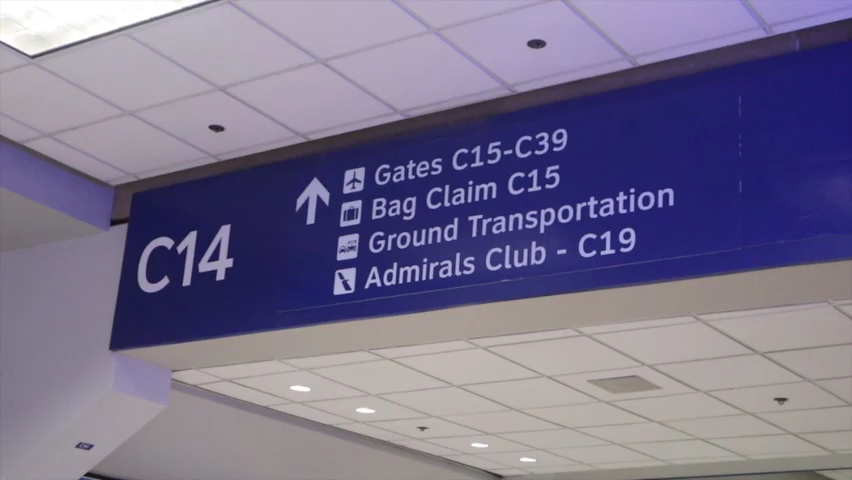 C14
Gates C15-C39
Bag Claim C15
Ground Transportation
Admirals Club - C19